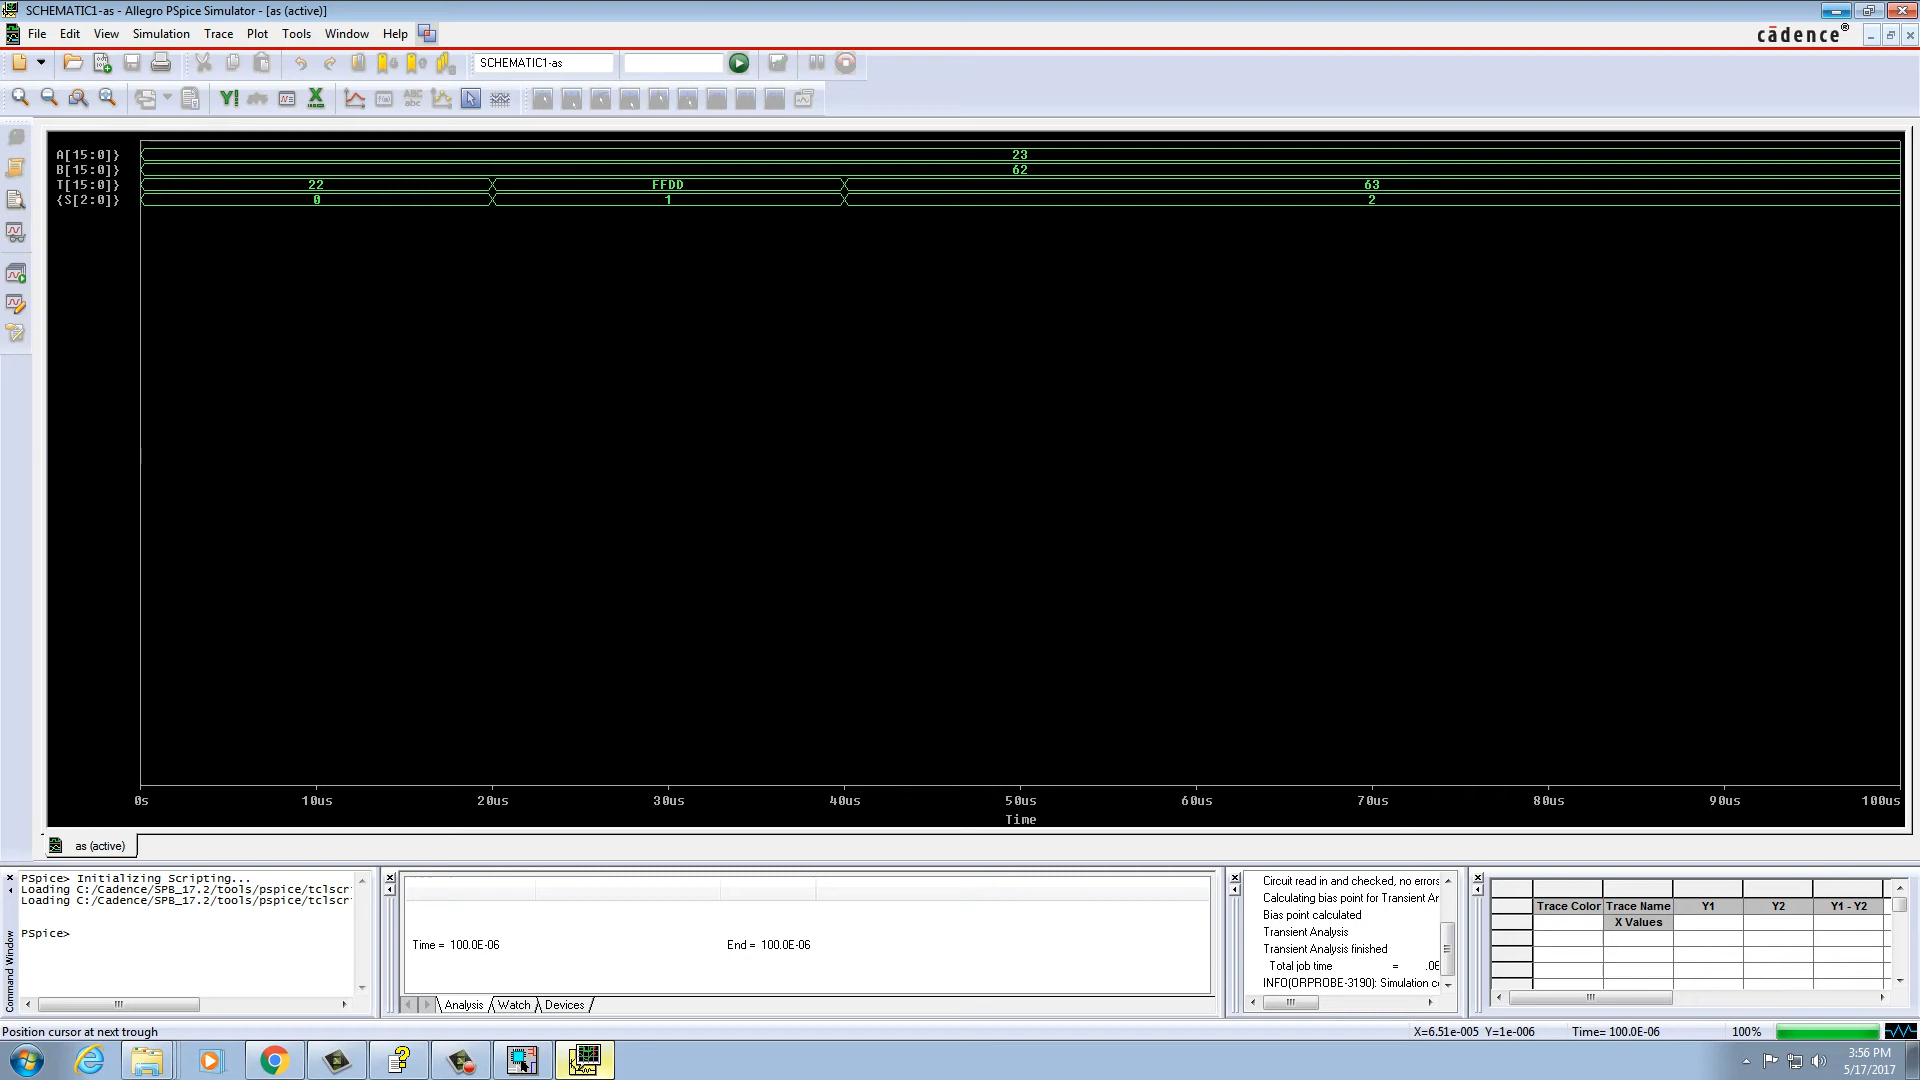 SCHEMATIC1-as - Allegro PSpice Simulator - [as (active)]
File Edit View Simulation Trace Plot Tools Window Help
cādence®
SCHEMATIC1-as
A[15:0]} 23
B[15:0]} 62
T[15:0]} 22 FFDD 63
{S[2:0]} 0 1 2
0s 10us 20us 30us 40us 50us 60us 70us 80us 90us 100us
Time
as (active)
Command Window
PSpice> Initializing Scripting...
Loading C:/Cadence/SPB_17.2/tools/pspice/tclscr
Loading C:/Cadence/SPB_17.2/tools/pspice/tclscr
PSpice>
Time = 100.0E-06 End = 100.0E-06
Analysis Watch Devices
Circuit read in and checked, no errors
Calculating bias point for Transient Ar
Bias point calculated
Transient Analysis
Transient Analysis finished
Total job time = .06
INFO(ORPROBE-3190): Simulation c
Trace Color Trace Name Y1 Y2 Y1 - Y2
X Values
Position cursor at next trough
X=6.51e-005 Y=1e-006 Time= 100.0E-06 100%
3:56 PM
5/17/2017